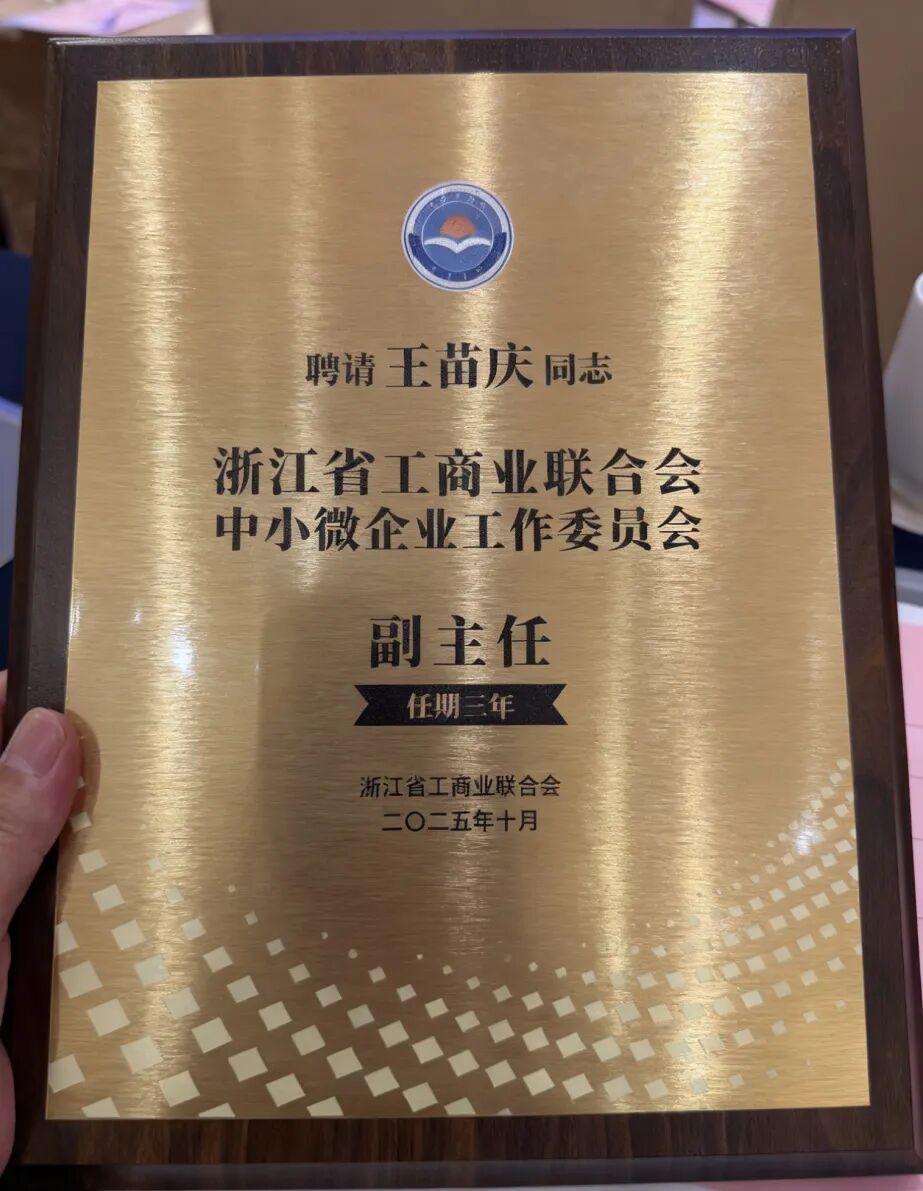 聘请 王苗庆 同志
浙江省工商业联合会
中小微企业工作委员会
副主任
任期三年
浙江省工商业联合会
二〇二五年十月